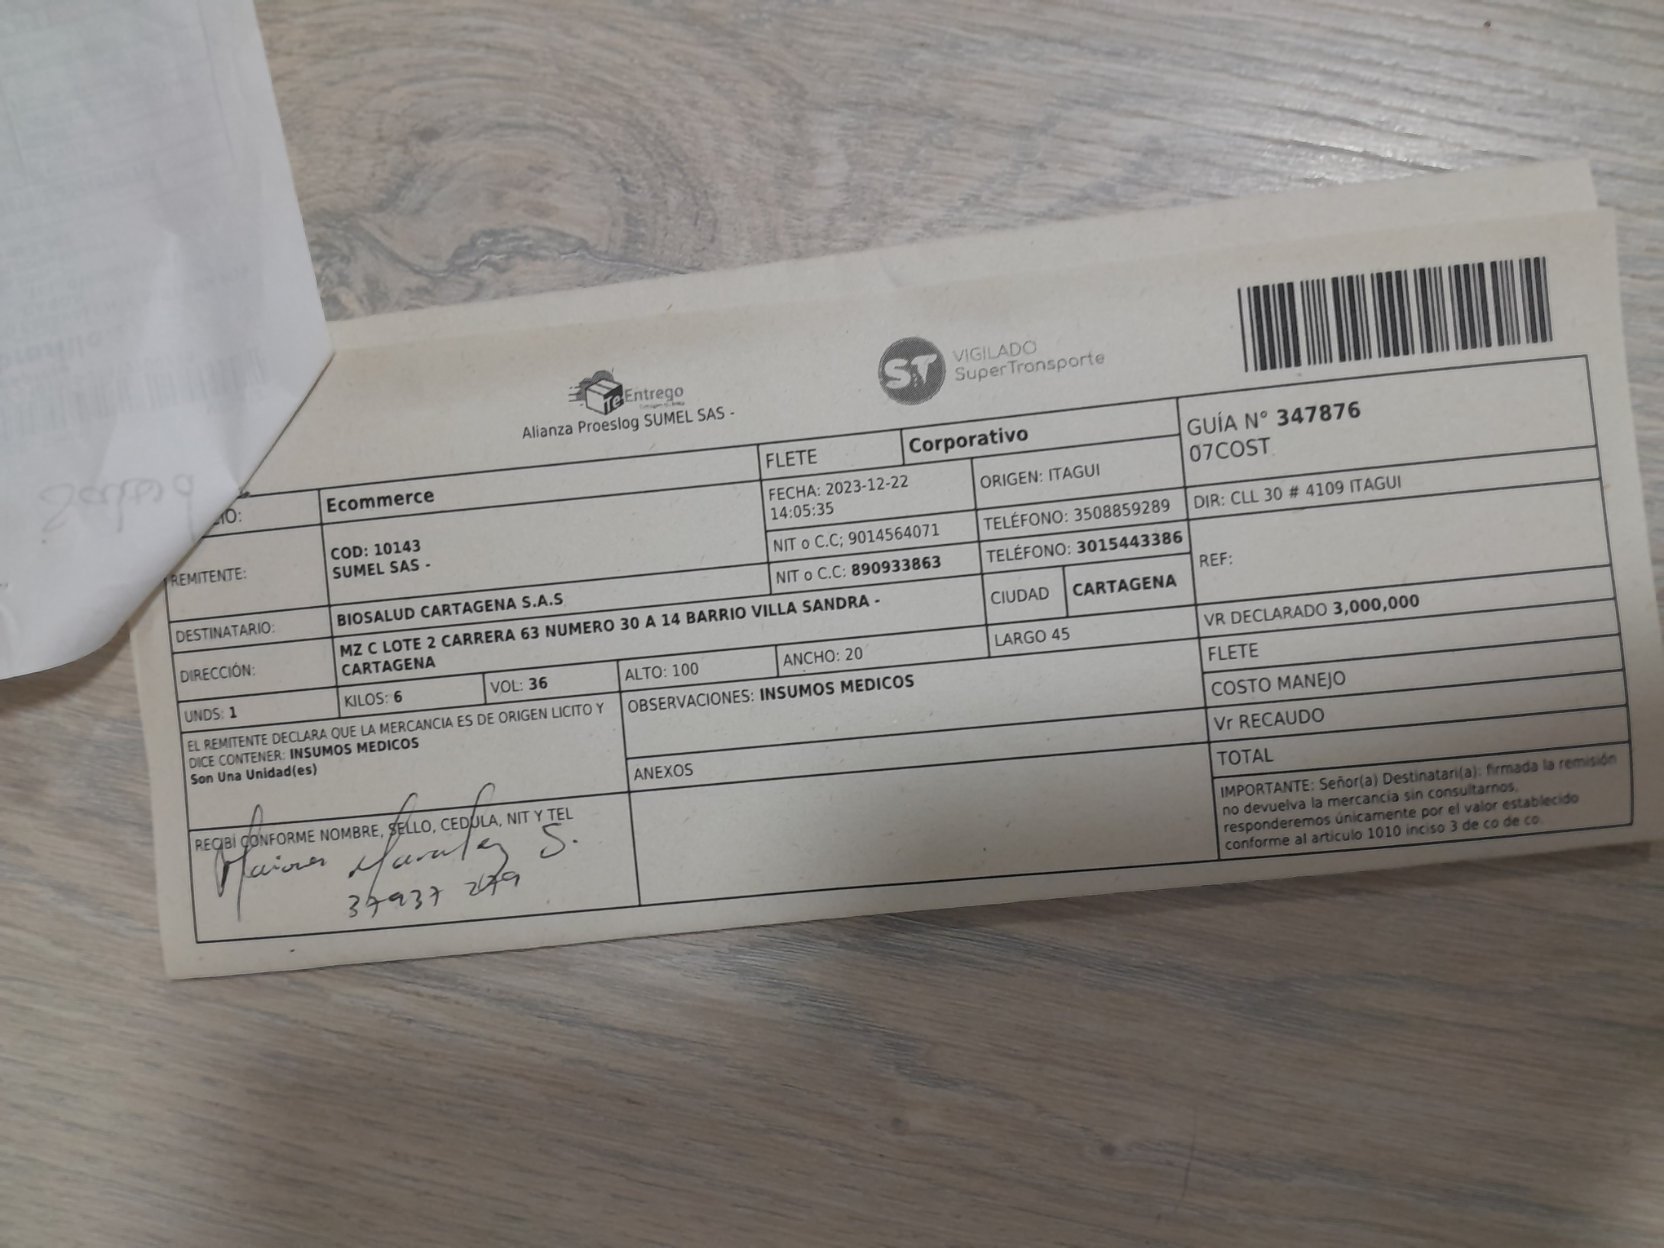 TeEntrego
Alianza Proeslog SUMEL SAS -
ST
VIGILADO
SuperTransporte
FLETE
Corporativo
GUÍA N° 347876
07COST
IO:
Ecommerce
FECHA: 2023-12-22
14:05:35
ORIGEN: ITAGUI
DIR: CLL 30 # 4109 ITAGUI
REMITENTE:
COD: 10143
SUMEL SAS -
NIT o C.C; 9014564071
TELÉFONO: 3508859289
DESTINATARIO:
BIOSALUD CARTAGENA S.A.S
NIT o C.C: 890933863
TELÉFONO: 3015443386
REF:
DIRECCIÓN:
MZ C LOTE 2 CARRERA 63 NUMERO 30 A 14 BARRIO VILLA SANDRA -
CARTAGENA
CIUDAD
CARTAGENA
VR DECLARADO 3,000,000
UNDS: 1
KILOS: 6
VOL: 36
ALTO: 100
ANCHO: 20
LARGO 45
FLETE
EL REMITENTE DECLARA QUE LA MERCANCIA ES DE ORIGEN LICITO Y
DICE CONTENER: INSUMOS MEDICOS
Son Una Unidad(es)
OBSERVACIONES: INSUMOS MEDICOS
COSTO MANEJO
Vr RECAUDO
ANEXOS
TOTAL
IMPORTANTE: Señor(a) Destinatari(a): firmada la remisión
no devuelva la mercancia sin consultarnos,
responderemos únicamente por el valor establecido
conforme al articulo 1010 inciso 3 de co de co.
RECIBÍ CONFORME NOMBRE, SELLO, CEDULA, NIT Y TEL
S.
37937 279